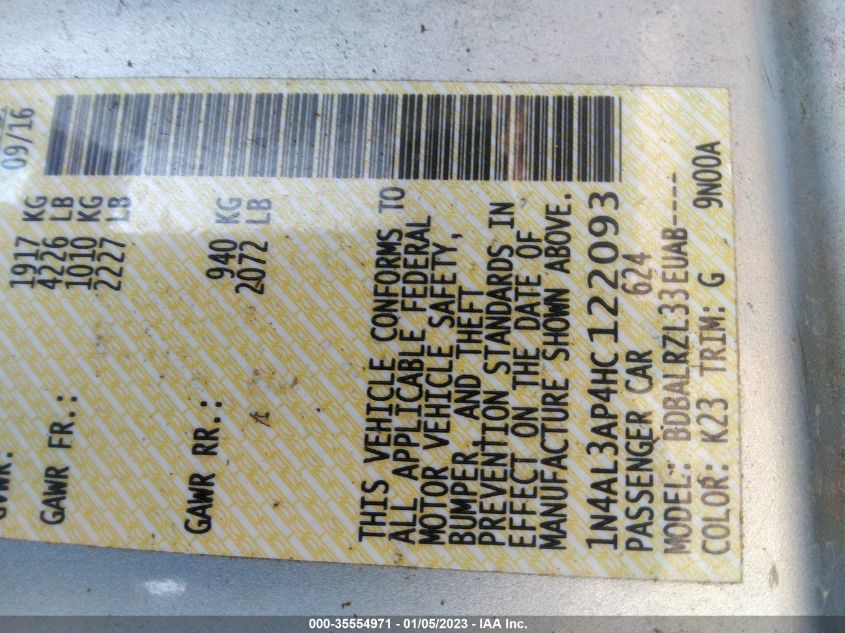 09/16
GVWR: 1917 KG
4226 LB
GAWR FR.: 1010 KG
2227 LB
GAWR RR.: 940 KG
2072 LB
THIS VEHICLE CONFORMS TO
ALL APPLICABLE FEDERAL
MOTOR VEHICLE SAFETY,
BUMPER, AND THEFT
PREVENTION STANDARDS IN
EFFECT ON THE DATE OF
MANUFACTURE SHOWN ABOVE.
1N4AL3AP4HC122093
PASSENGER CAR 624
MODEL: BDBALRZL33EUAB----
COLOR: K23 TRIM: G 9N00A
000-35554971 - 01/05/2023 - IAA Inc.